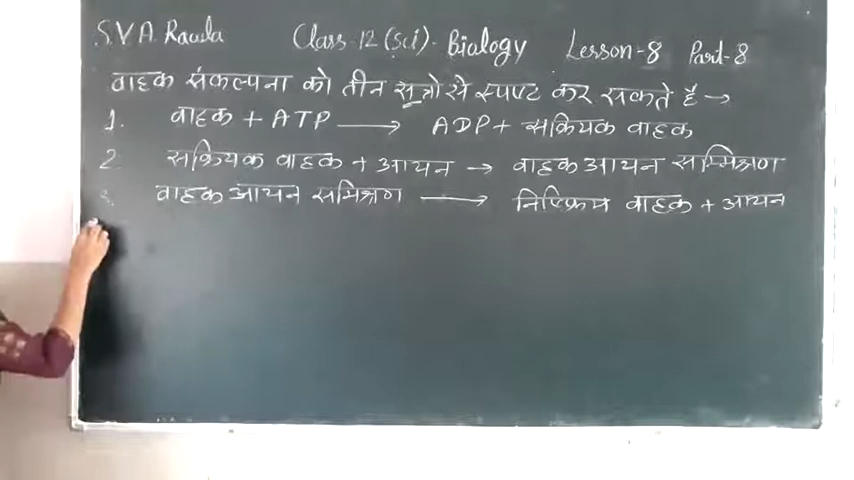 S.V.A. Rawla Class-12 (sci). Biology Lesson-8 Part-8
वाहक संकल्पना को तीन सूत्रो से स्पष्ट कर सकते है →
1. वाहक + ATP → ADP + सक्रियक वाहक
2. सक्रियक वाहक + आयन → वाहक आयन सम्मिश्रण
3. वाहक आयन समिश्रण → निष्क्रिय वाहक + आयन